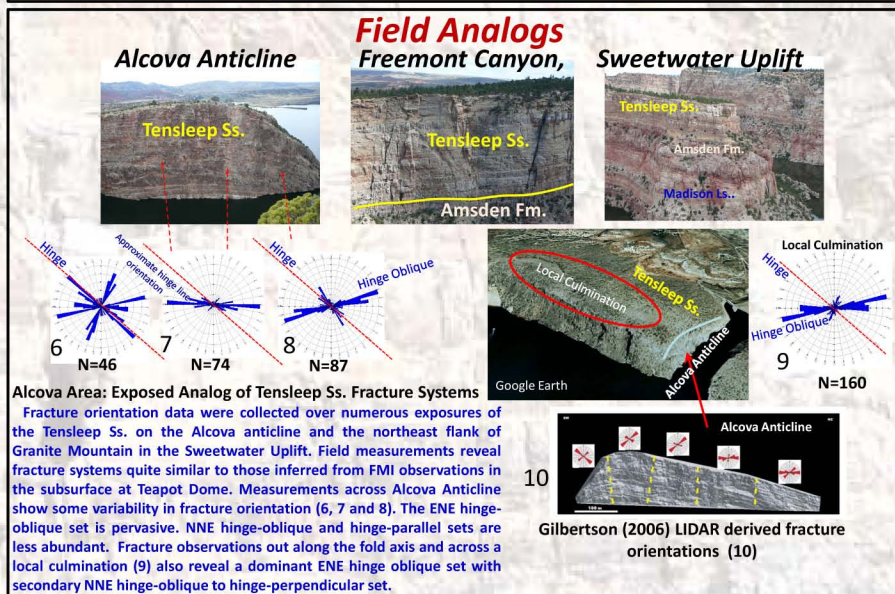 Field Analogs
Alcova Anticline
Freemont Canyon,
Sweetwater Uplift
Tensleep Ss.
Tensleep Ss.
Amsden Fm.
Tensleep Ss.
Amsden Fm.
Madison Ls..
Hinge
6
N=46
Approximate hinge line
orientation
7
N=74
Hinge
Hinge Oblique
8
N=87
Local Culmination
Tensleep Ss.
Alcova Anticline
Google Earth
Local Culmination
Hinge
Hinge Oblique
9
N=160
Alcova Area: Exposed Analog of Tensleep Ss. Fracture Systems
Fracture orientation data were collected over numerous exposures of
the Tensleep Ss. on the Alcova anticline and the northeast flank of
Granite Mountain in the Sweetwater Uplift. Field measurements reveal
fracture systems quite similar to those inferred from FMI observations in
the subsurface at Teapot Dome. Measurements across Alcova Anticline
show some variability in fracture orientation (6, 7 and 8). The ENE hinge-
oblique set is pervasive. NNE hinge-oblique and hinge-parallel sets are
less abundant. Fracture observations out along the fold axis and across a
local culmination (9) also reveal a dominant ENE hinge oblique set with
secondary NNE hinge-oblique to hinge-perpendicular set.
Alcova Anticline
10
Gilbertson (2006) LIDAR derived fracture
orientations (10)